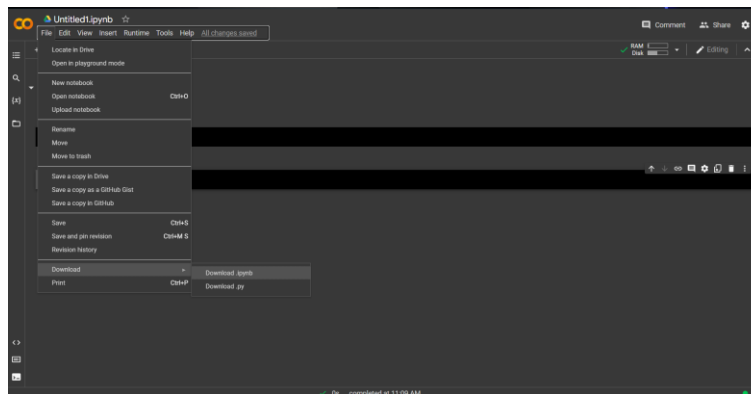 Untitled1.ipynb
File Edit View Insert Runtime Tools Help All changes saved
Comment Share
RAM
Disk
Editing
Locate in Drive
Open in playground mode
New notebook
Open notebook Ctrl+O
Upload notebook
{x}
Rename
Move
Move to trash
Save a copy in Drive
Save a copy as a GitHub Gist
Save a copy in GitHub
Save Ctrl+S
Save and pin revision Ctrl+M S
Revision history
Download
Download .ipynb
Print Ctrl+P
Download .py
0s completed at 11:09 AM